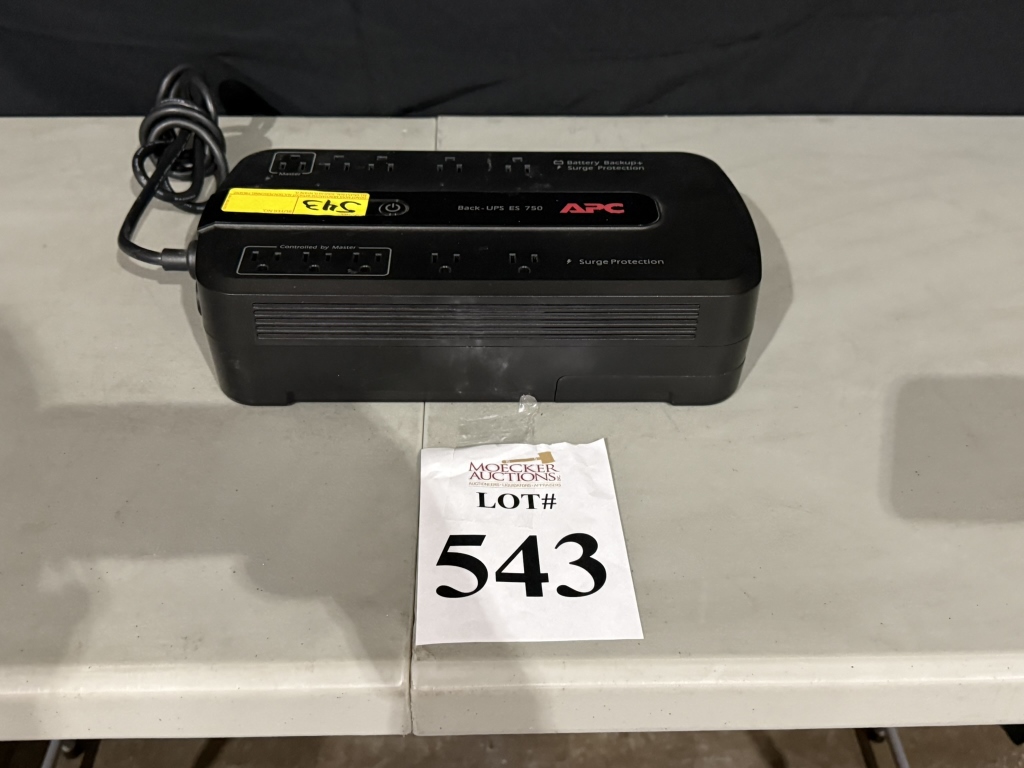 Master
Battery Backup+
Surge Protection
543
Back-UPS ES 750
APC
Controlled by Master
Surge Protection
MOECKER
AUCTIONS
LOT#
543